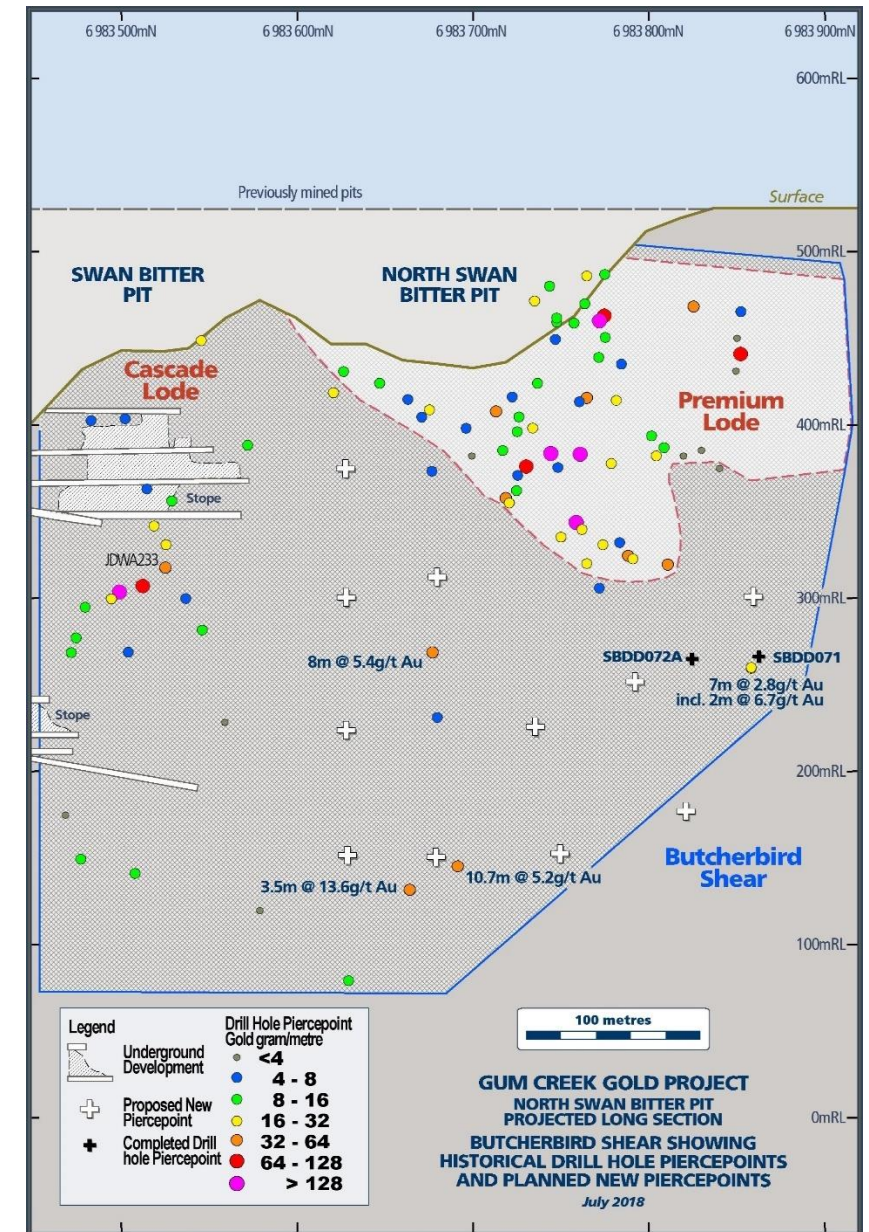 6 983 500mN
6 983 600mN
6 983 700mN
6 983 800mN
6 983 900mN
600mRL
Previously mined pits
Surface
500mRL
SWAN BITTER
PIT
NORTH SWAN
BITTER PIT
Cascade
Lode
Premium
Lode
400mRL
Stope
JDWA233
300mRL
8m @ 5.4g/t Au
SBDD072A
SBDD071
7m @ 2.8g/t Au
incl. 2m @ 6.7g/t Au
Stope
200mRL
Butcherbird
Shear
3.5m @ 13.6g/t Au
10.7m @ 5.2g/t Au
100mRL
Legend
Underground
Development
Proposed New
Piercepoint
Completed Drill
hole Piercepoint
Drill Hole Piercepoint
Gold gram/metre
<4
4 - 8
8 - 16
16 - 32
32 - 64
64 - 128
> 128
100 metres
0mRL
GUM CREEK GOLD PROJECT
NORTH SWAN BITTER PIT
PROJECTED LONG SECTION
BUTCHERBIRD SHEAR SHOWING
HISTORICAL DRILL HOLE PIERCEPOINTS
AND PLANNED NEW PIERCEPOINTS
July 2018